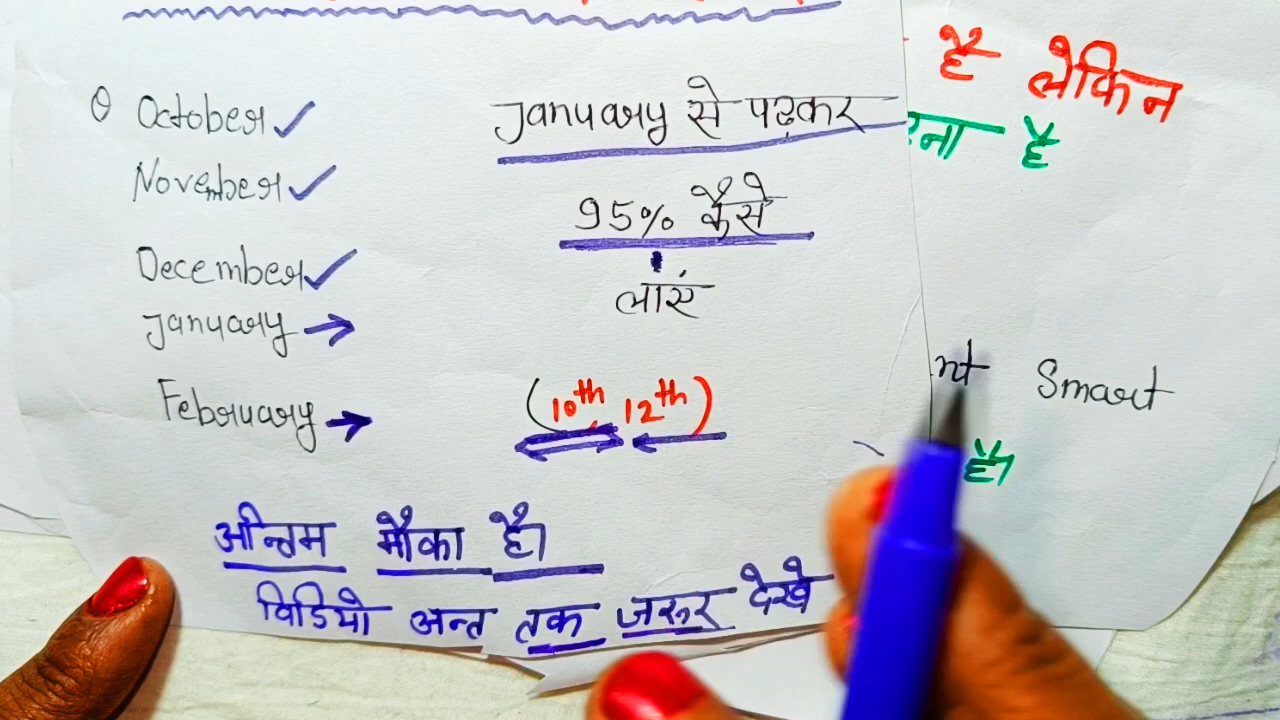 October
November
December
January
February
January से पढ़कर
95% कैसे
लाएं
(10th, 12th)
अन्तिम मौका है।
विडियो अन्त तक जरूर देखे
है लेकिन
है
Smart
है।